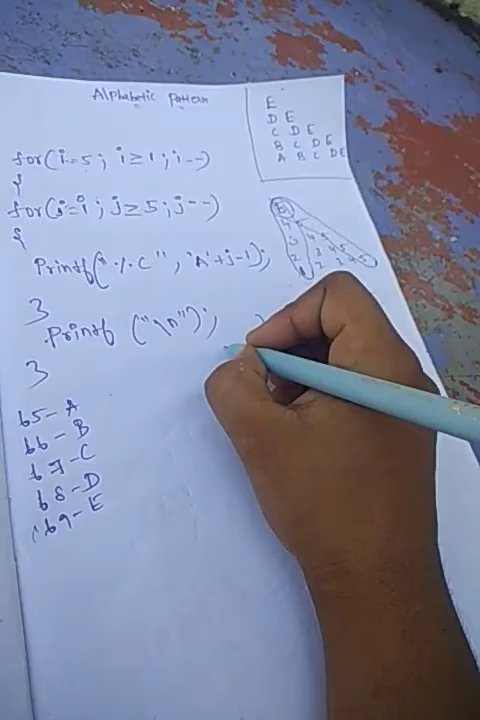 Alphabetic Pattern
E
D E
C D E
B C D E
A B C D E
for(i=5; i≥1; i--)
{
for(j=i; j≥5; j--)
{
Printf("%c", 'A'+j-1);
}
Printf ("\n");
}
65-A
66-B
67-C
68-D
69-E